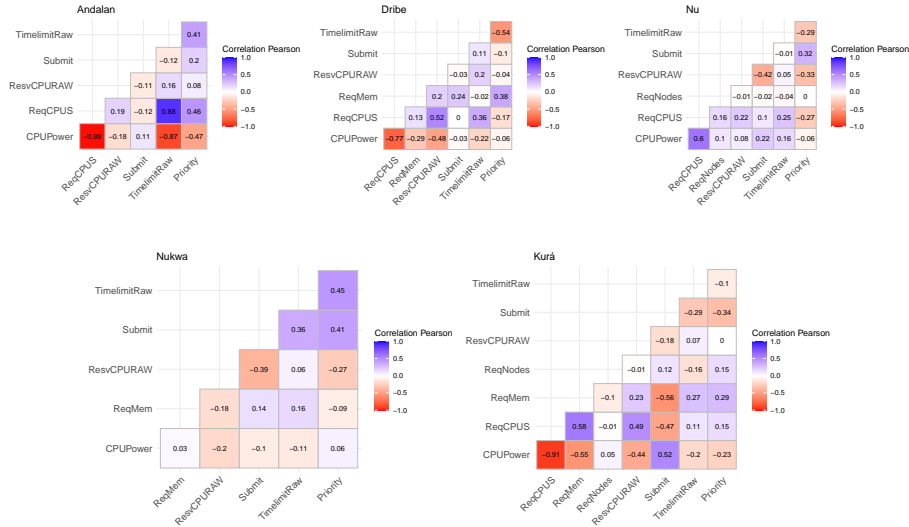 Andalan
TimelimitRaw
0.41
Submit
−0.12
0.2
ResvCPURAW
−0.11
0.16
0.08
ReqCPUS
0.19
−0.12
0.88
0.46
CPUPower
−0.99
−0.18
0.11
−0.87
−0.47
ReqCPUS
ResvCPURAW
Submit
TimelimitRaw
Priority
Correlation Pearson
1.0
0.5
0.0
−0.5
−1.0
Dribe
TimelimitRaw
−0.54
Submit
0.11
−0.1
ResvCPURAW
−0.03
0.2
−0.04
ReqMem
0.2
0.24
−0.02
0.38
ReqCPUS
0.13
0.52
0
0.36
−0.17
CPUPower
−0.77
−0.29
−0.48
−0.03
−0.22
−0.06
ReqCPUS
ReqMem
ResvCPURAW
Submit
TimelimitRaw
Priority
Correlation Pearson
1.0
0.5
0.0
−0.5
−1.0
Nu
TimelimitRaw
−0.29
Submit
−0.01
0.32
ResvCPURAW
−0.42
0.05
−0.33
ReqNodes
−0.01
−0.02
−0.04
0
ReqCPUS
0.16
0.22
0.1
0.25
−0.27
CPUPower
0.6
0.1
0.08
0.22
0.16
−0.06
ReqCPUS
ReqNodes
ResvCPURAW
Submit
TimelimitRaw
Priority
Correlation Pearson
1.0
0.5
0.0
−0.5
−1.0
Nukwa
TimelimitRaw
0.45
Submit
0.36
0.41
ResvCPURAW
−0.39
0.06
−0.27
ReqMem
−0.18
0.14
0.16
−0.09
CPUPower
0.03
−0.2
−0.1
−0.11
0.06
ReqMem
ResvCPURAW
Submit
TimelimitRaw
Priority
Correlation Pearson
1.0
0.5
0.0
−0.5
−1.0
Kurá
TimelimitRaw
−0.1
Submit
−0.29
−0.34
ResvCPURAW
−0.18
0.07
0
ReqNodes
−0.01
0.12
−0.16
0.15
ReqMem
−0.1
0.23
−0.56
0.27
0.29
ReqCPUS
0.58
−0.01
0.49
−0.47
0.11
0.15
CPUPower
−0.91
−0.55
0.05
−0.44
0.52
−0.2
−0.23
ReqCPUS
ReqMem
ReqNodes
ResvCPURAW
Submit
TimelimitRaw
Priority
Correlation Pearson
1.0
0.5
0.0
−0.5
−1.0